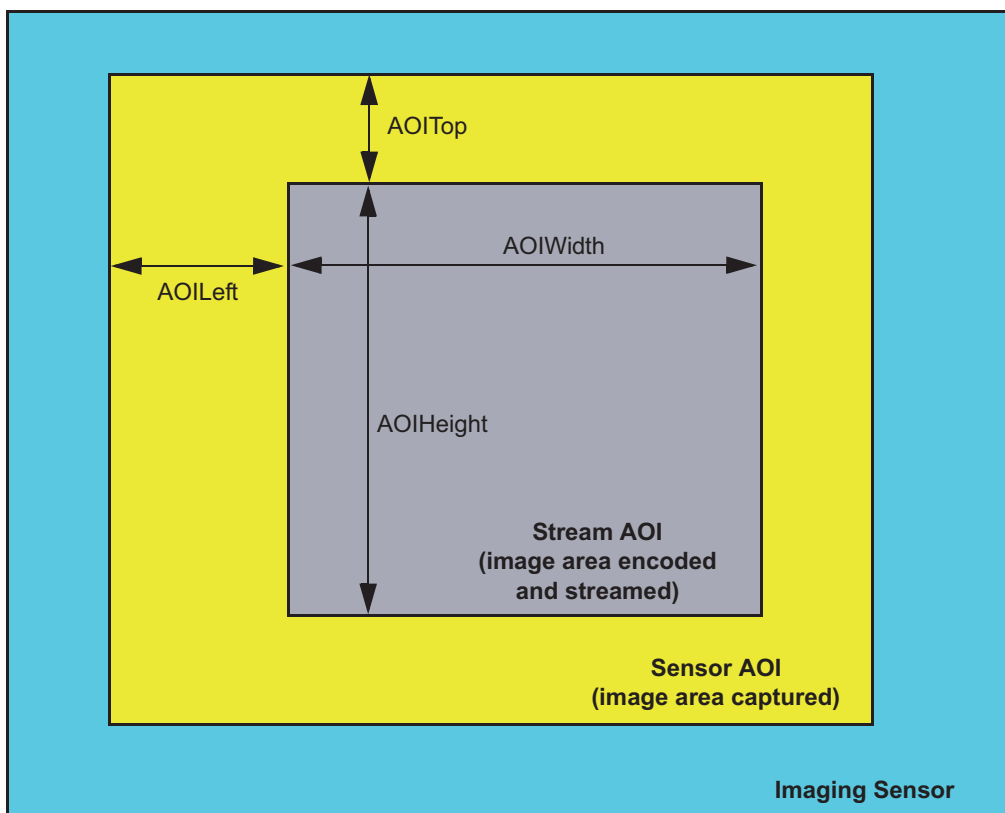 AOITop
AOIWidth
AOILeft
AOIHeight
Stream AOI
(image area encoded
and streamed)
Sensor AOI
(image area captured)
Imaging Sensor